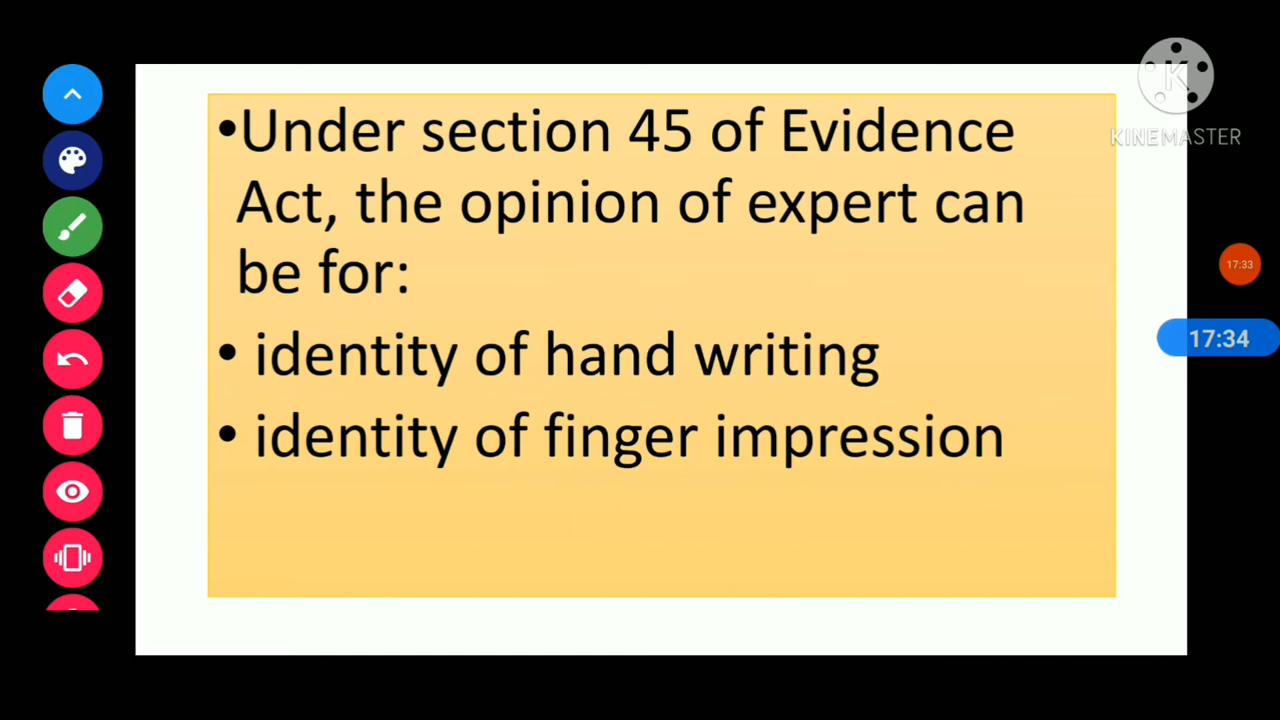 •Under section 45 of Evidence
Act, the opinion of expert can
be for:
• identity of hand writing
• identity of finger impression
K
KINEMASTER
17:33
17:34